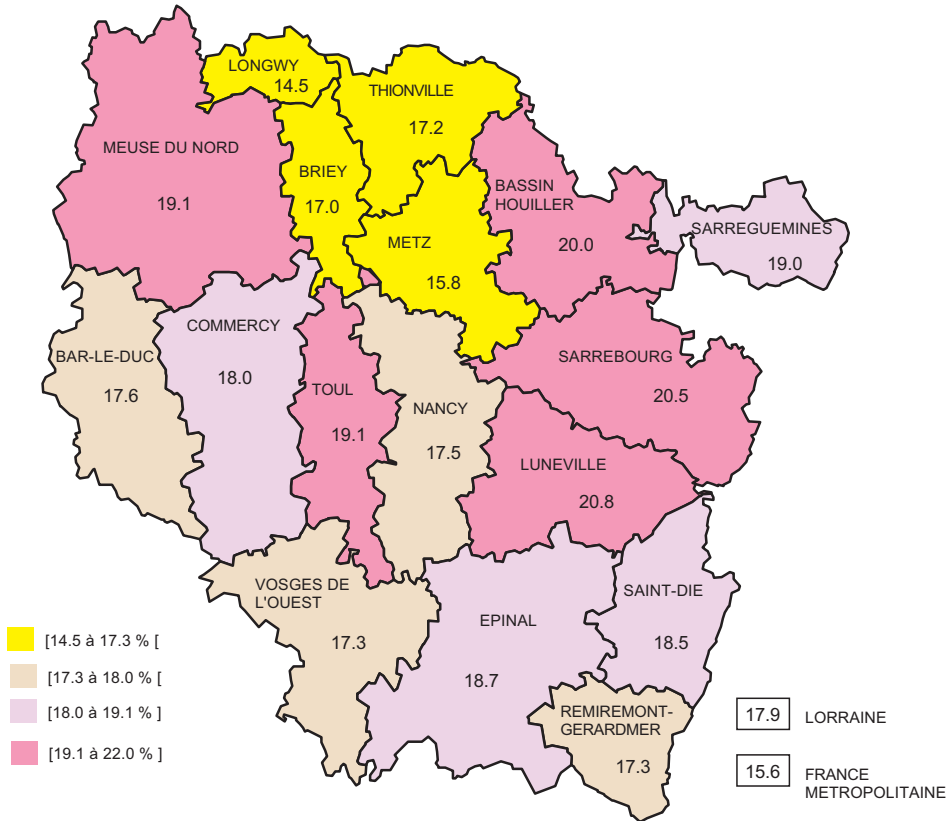 LONGWY
14.5
THIONVILLE
17.2
MEUSE DU NORD
19.1
BRIEY
17.0
BASSIN
HOUILLER
20.0
SARREGUEMINES
19.0
METZ
15.8
COMMERCY
18.0
BAR-LE-DUC
17.6
TOUL
19.1
NANCY
17.5
SARREBOURG
20.5
LUNEVILLE
20.8
VOSGES DE
L'OUEST
17.3
EPINAL
18.7
SAINT-DIE
18.5
REMIREMONT-
GERARDMER
17.3
[14.5 à 17.3 % [
[17.3 à 18.0 % [
[18.0 à 19.1 % ]
[19.1 à 22.0 % ]
17.9 LORRAINE
15.6 FRANCE
METROPOLITAINE